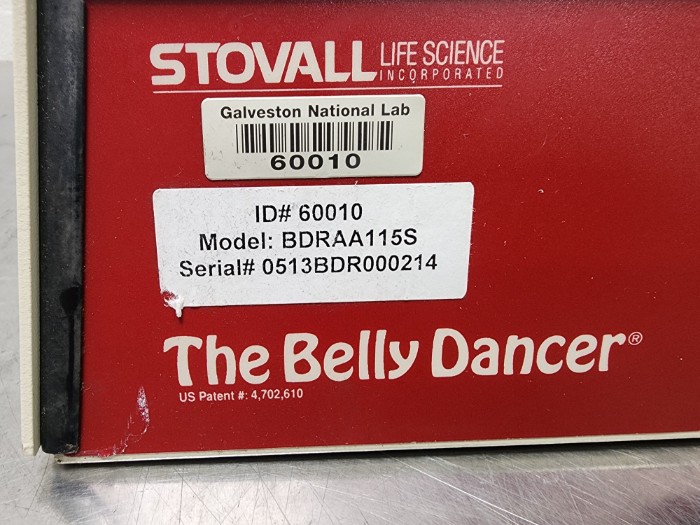 STOVALL LIFE SCIENCE
INCORPORATED
Galveston National Lab
60010
ID# 60010
Model: BDRAA115S
Serial# 0513BDR000214
The Belly Dancer®
US Patent #: 4,702,610